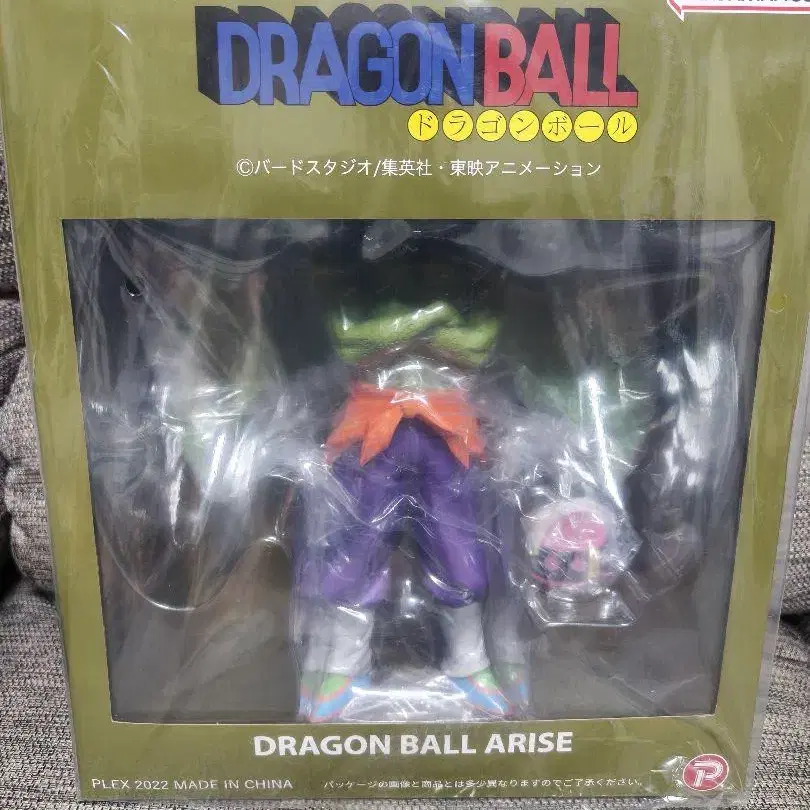 DRAGON BALL
ドラゴンボール
©バードスタジオ/集英社・東映アニメーション
DRAGON BALL ARISE
PLEX 2022 MADE IN CHINA パッケージの画像と商品とは多少異なりますのでご了承ください。